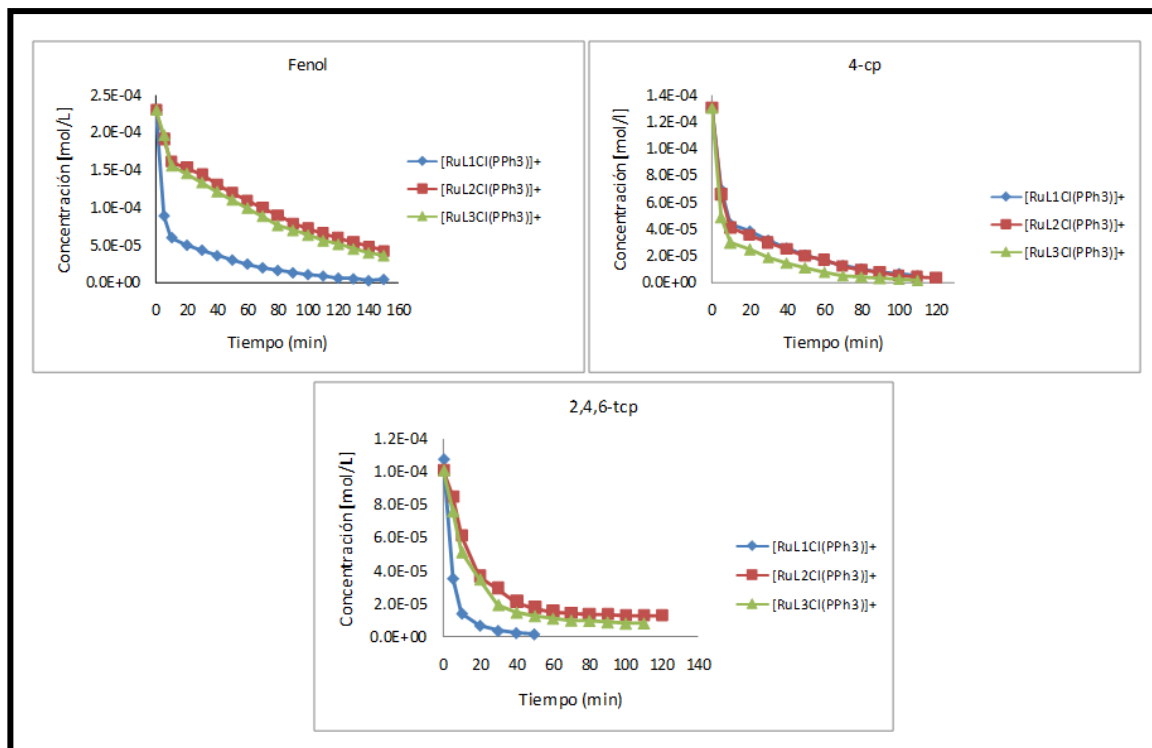 Fenol
Concentración [mol/L]
2.5E-04
2.0E-04
1.5E-04
1.0E-04
5.0E-05
0.0E+00
0 20 40 60 80 100 120 140 160
Tiempo (min)
[RuL1Cl(PPh3)]+
[RuL2Cl(PPh3)]+
[RuL3Cl(PPh3)]+
4-cp
Concentración [mol/l]
1.4E-04
1.2E-04
1.0E-04
8.0E-05
6.0E-05
4.0E-05
2.0E-05
0.0E+00
0 20 40 60 80 100 120
Tiempo (min)
[RuL1Cl(PPh3)]+
[RuL2Cl(PPh3)]+
[RuL3Cl(PPh3)]+
2,4,6-tcp
Concentración [mol/L]
1.2E-04
1.0E-04
8.0E-05
6.0E-05
4.0E-05
2.0E-05
0.0E+00
0 20 40 60 80 100 120 140
Tiempo (min)
[RuL1Cl(PPh3)]+
[RuL2Cl(PPh3)]+
[RuL3Cl(PPh3)]+